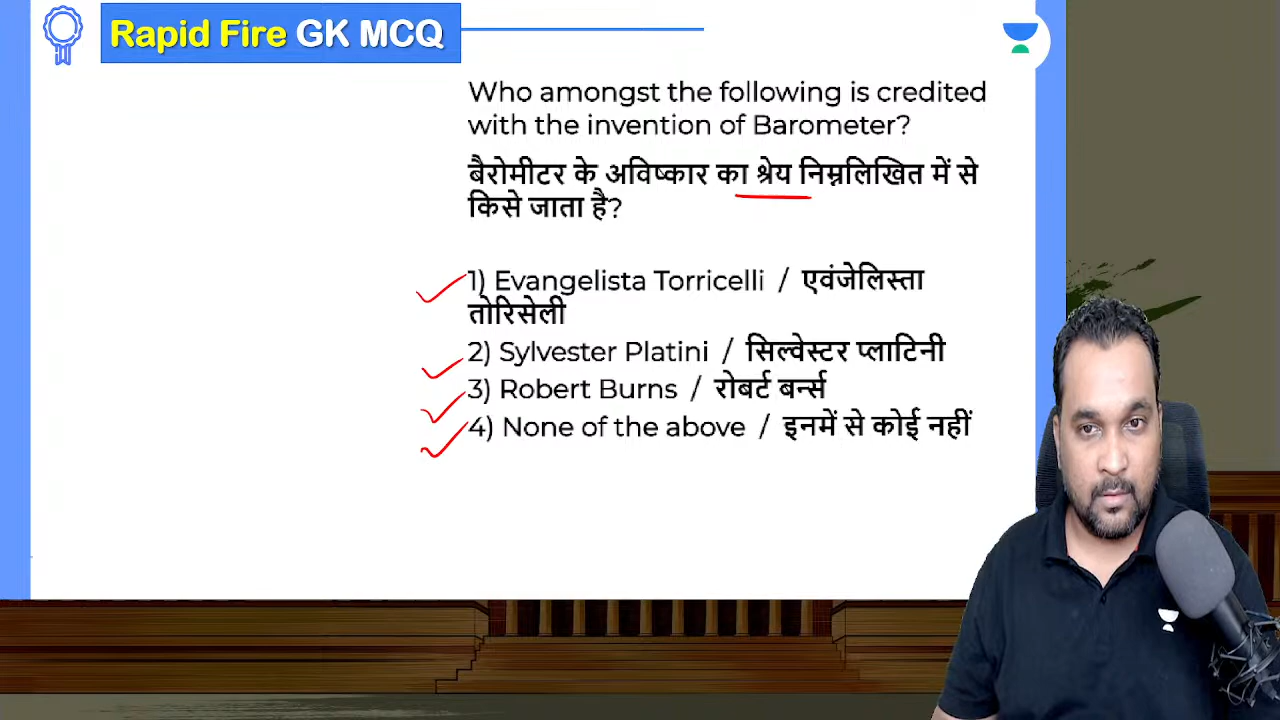 Rapid Fire GK MCQ
Who amongst the following is credited
with the invention of Barometer?
बैरोमीटर के अविष्कार का श्रेय निम्नलिखित में से
किसे जाता है?
1) Evangelista Torricelli / एवंजेलिस्ता
तोरिसेली
2) Sylvester Platini / सिल्वेस्टर प्लाटिनी
3) Robert Burns / रोबर्ट बर्न्स
4) None of the above / इनमें से कोई नहीं